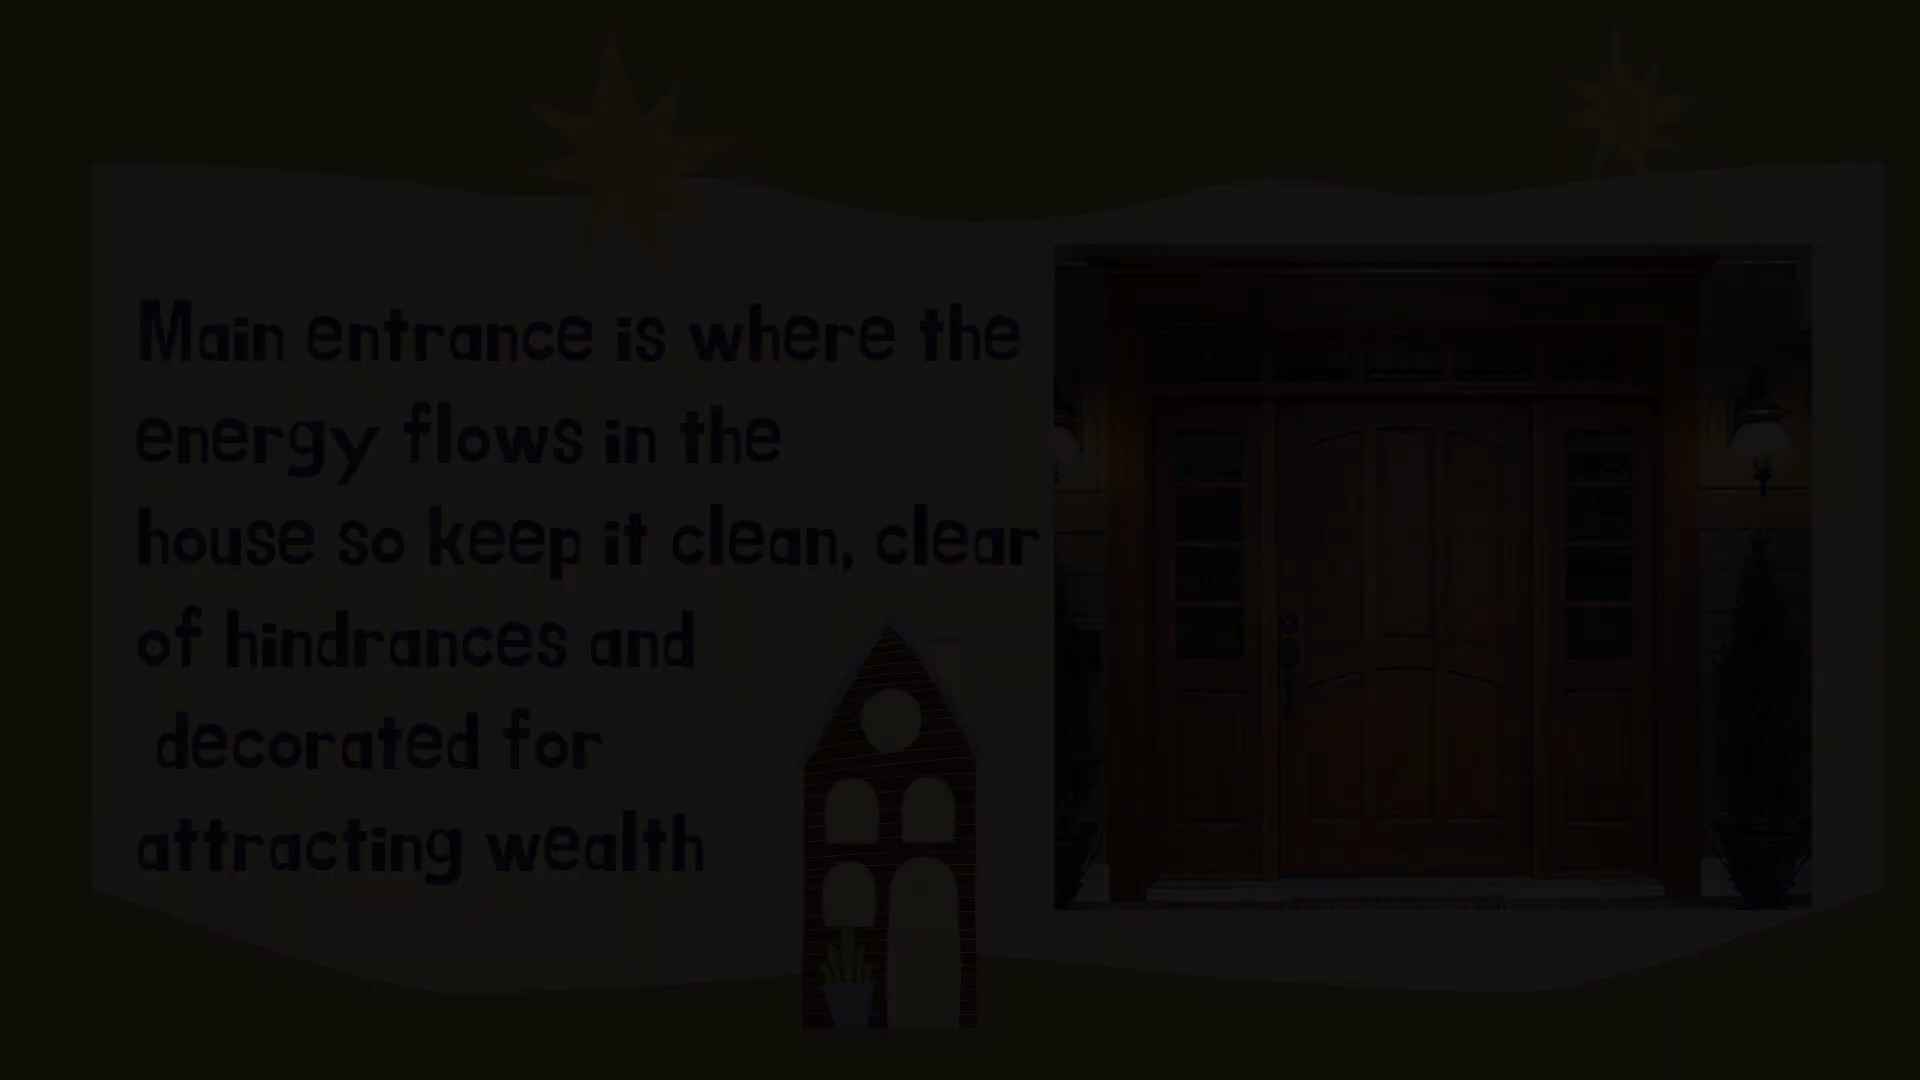 Main entrance is where the
energy flows in the
house so keep it clean, clear
of hindrances and
decorated for
attracting wealth